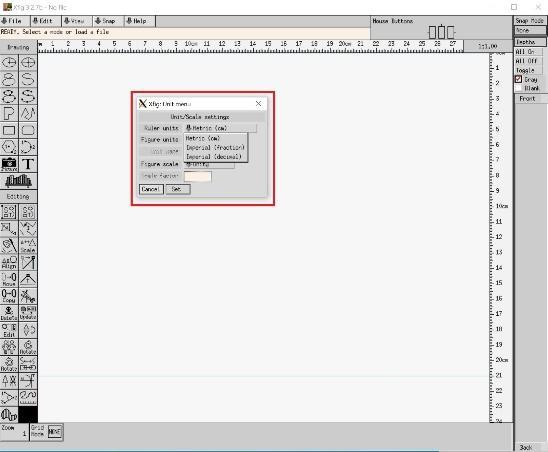 Xfig 3.2.7b - No file
File Edit View Snap Help
Mouse Buttons
READY. Select a mode or load a file
Drawing
1 2 3 4 5 6 7 8 9 10cm 11 12 13 14 15 16 17 18 19 20cm 21 22 23 24 25 26 27
1:1.00
Snap Mode
None
Depths
All On
All Off
Toggle
Gray
Blank
Front
Xfig: Unit menu
Unit/Scale settings
Ruler units Metric (cm)
Figure units
Metric (cm)
Imperial (fraction)
Imperial (decimal)
Unit Name
Figure scale Unity
Scale factor
Cancel Set
T
Editing
Scale
Align
Move
Copy
Delete Update
Edit
Rotate
Rotate
1
2
3
4
5
6
7
8
9
10cm
11
12
13
14
15
16
17
18
19
20cm
21
22
23
24
Zoom
1
Grid
Mode
NONE
Back